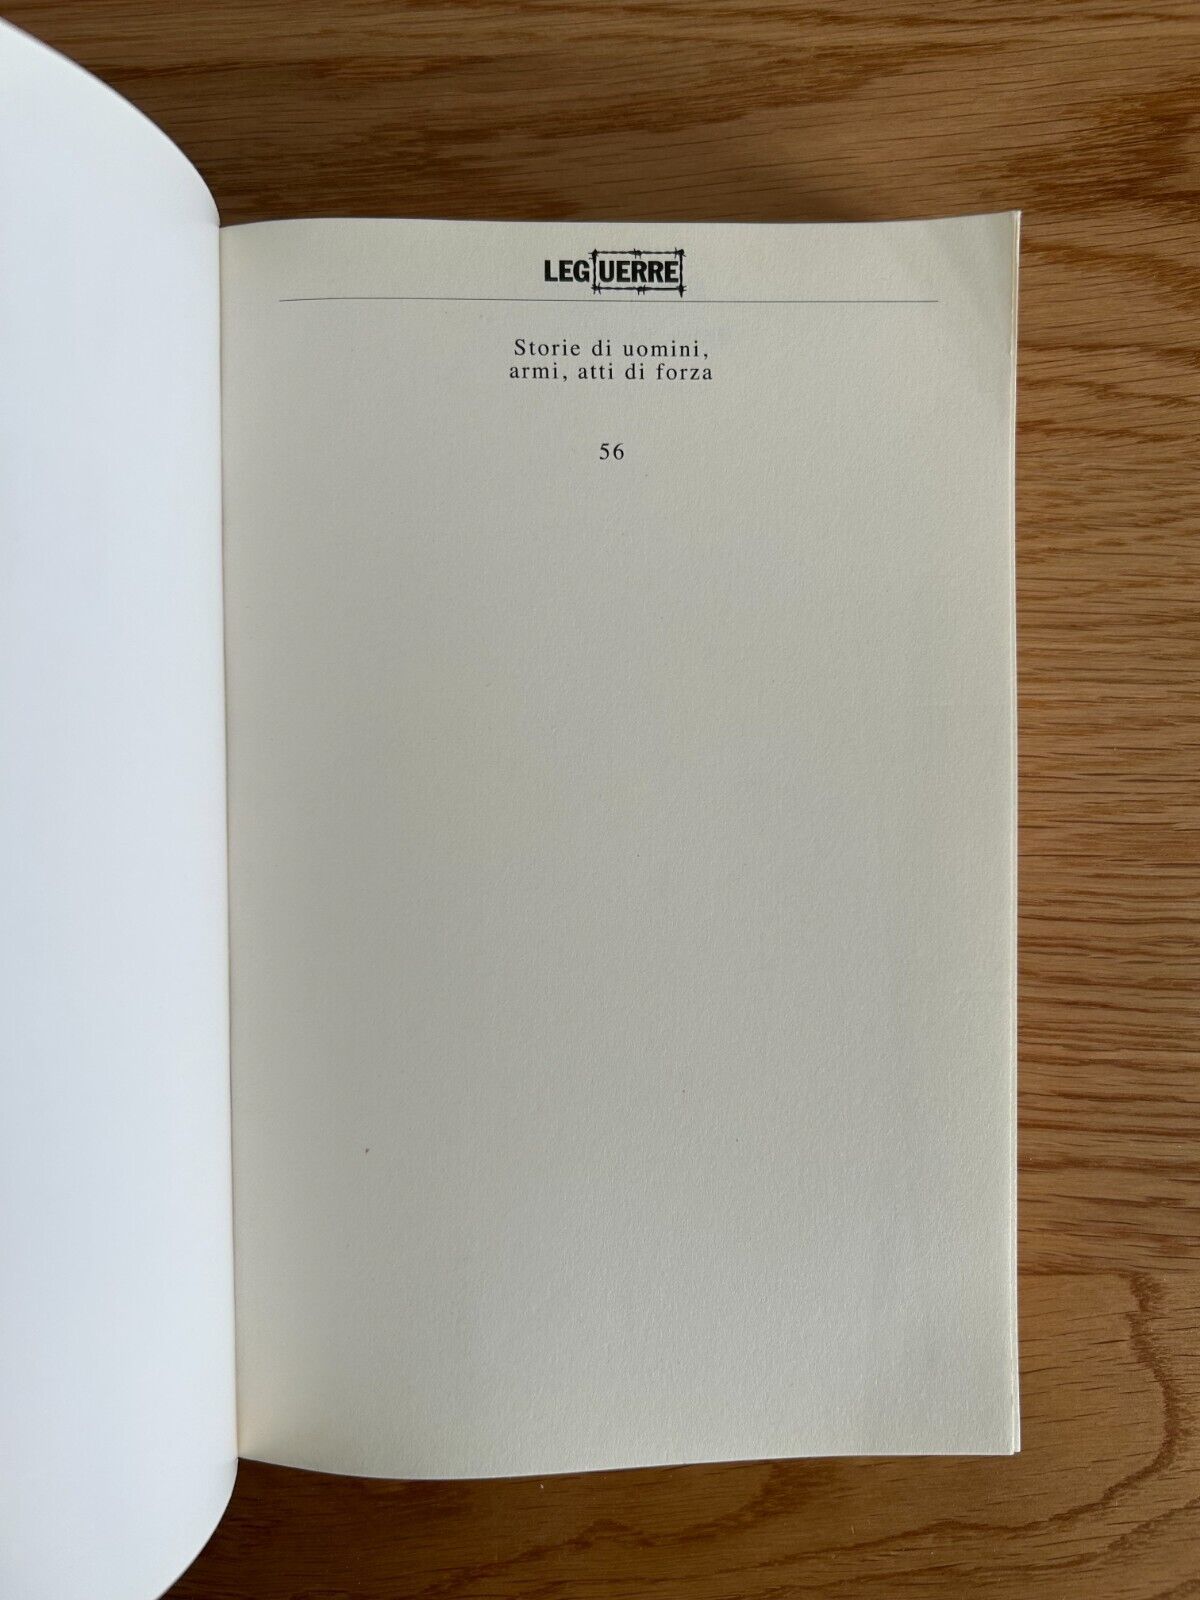 LEGUERRE
Storie di uomini,
armi, atti di forza
56